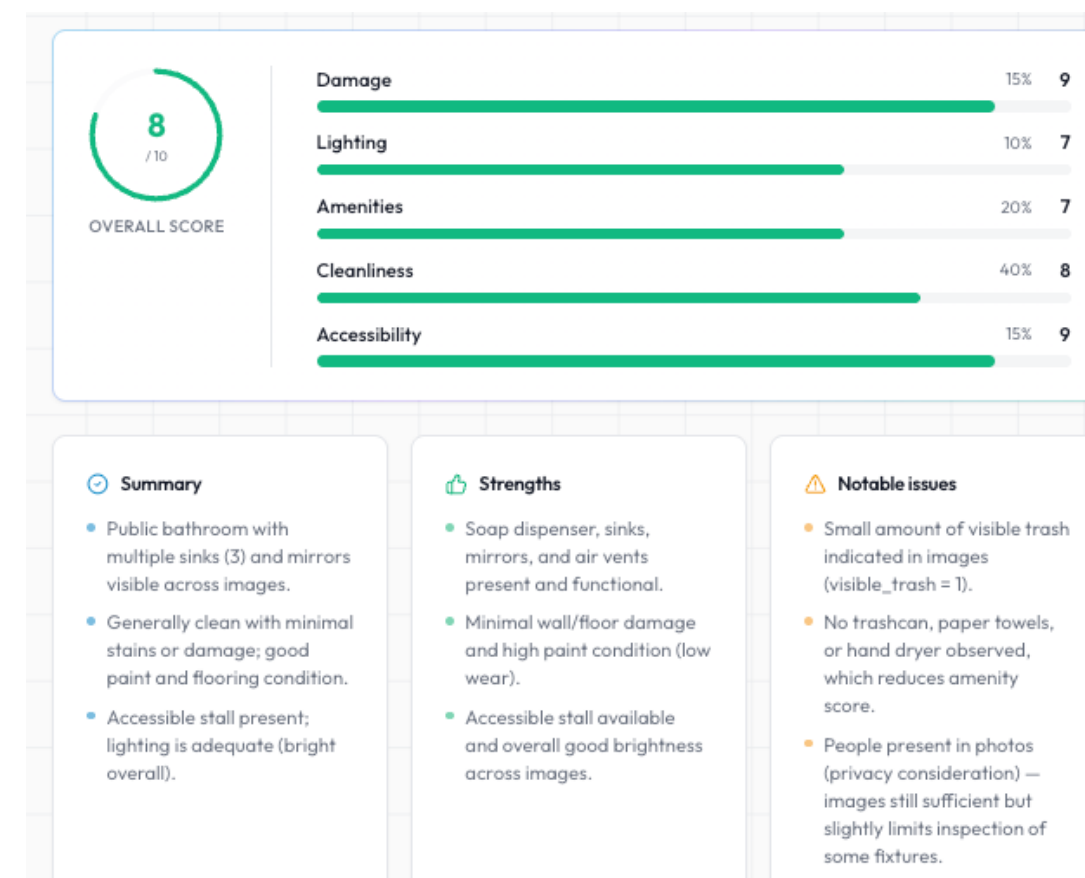 8
/ 10
OVERALL SCORE
Damage 15% 9
Lighting 10% 7
Amenities 20% 7
Cleanliness 40% 8
Accessibility 15% 9
Summary
Public bathroom with
multiple sinks (3) and mirrors
visible across images.
Generally clean with minimal
stains or damage; good
paint and flooring condition.
Accessible stall present;
lighting is adequate (bright
overall).
Strengths
Soap dispenser, sinks,
mirrors, and air vents
present and functional.
Minimal wall/floor damage
and high paint condition (low
wear).
Accessible stall available
and overall good brightness
across images.
Notable issues
Small amount of visible trash
indicated in images
(visible_trash = 1).
No trashcan, paper towels,
or hand dryer observed,
which reduces amenity
score.
People present in photos
(privacy consideration) —
images still sufficient but
slightly limits inspection of
some fixtures.